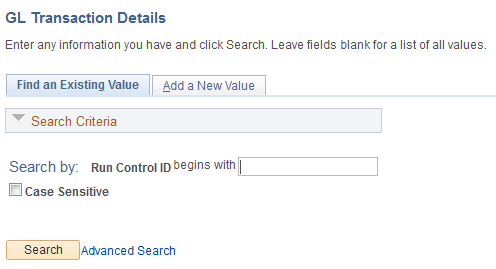 GL Transaction Details
Enter any information you have and click Search. Leave fields blank for a list of all values.
Find an Existing Value
Add a New Value
Search Criteria
Search by: Run Control ID begins with
Case Sensitive
Search Advanced Search